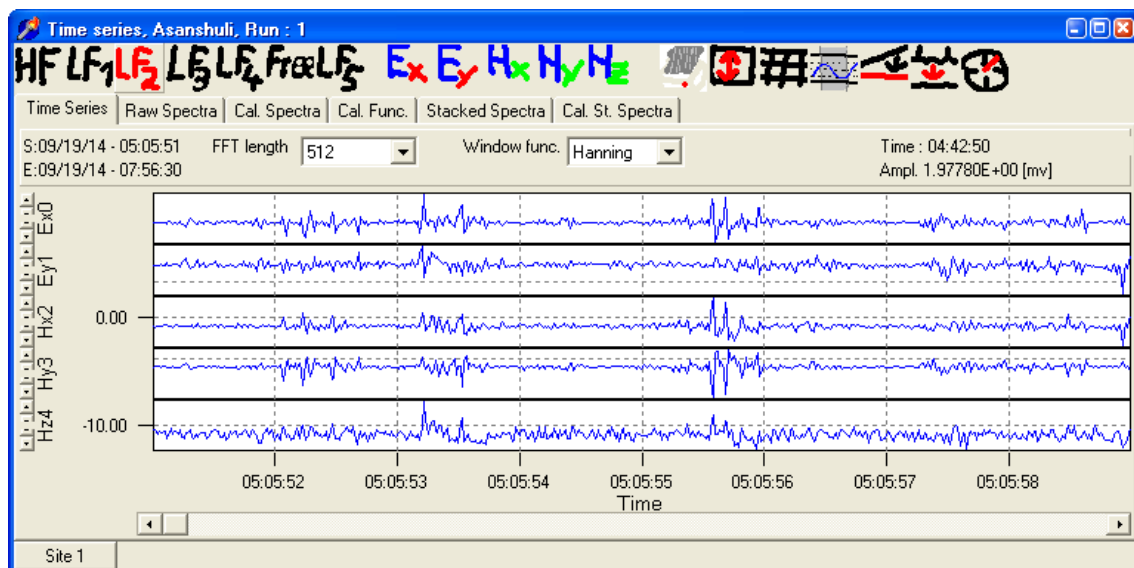 Time series, Asanshuli, Run : 1
HF LF1 LF2 LF3 LF4 Free LF5 Ex Ey Hx Hy Hz
Time Series Raw Spectra Cal. Spectra Cal. Func. Stacked Spectra Cal. St. Spectra
S:09/19/14 - 05:05:51 FFT length 512 Window func. Hanning Time : 04:42:50
E:09/19/14 - 07:56:30 Ampl. 1.97780E+00 [mv]
Ex0
Ey1
Hx2 0.00
Hy3
Hz4 -10.00
05:05:52 05:05:53 05:05:54 05:05:55 05:05:56 05:05:57 05:05:58
Time
Site 1